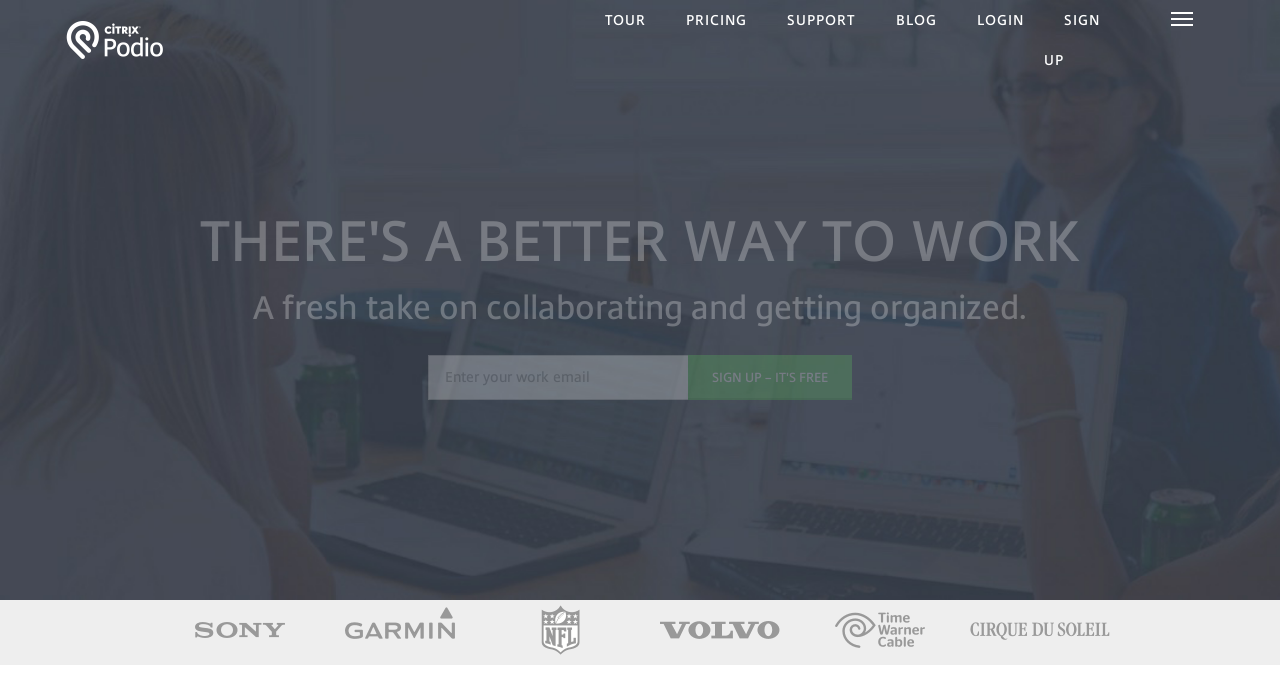 CITRIX
Podio
TOUR PRICING SUPPORT BLOG LOGIN SIGN UP
THERE'S A BETTER WAY TO WORK
A fresh take on collaborating and getting organized.
Enter your work email
SIGN UP – IT'S FREE
SONY
GARMIN
NFL
VOLVO
Time
Warner
Cable
CIRQUE DU SOLEIL